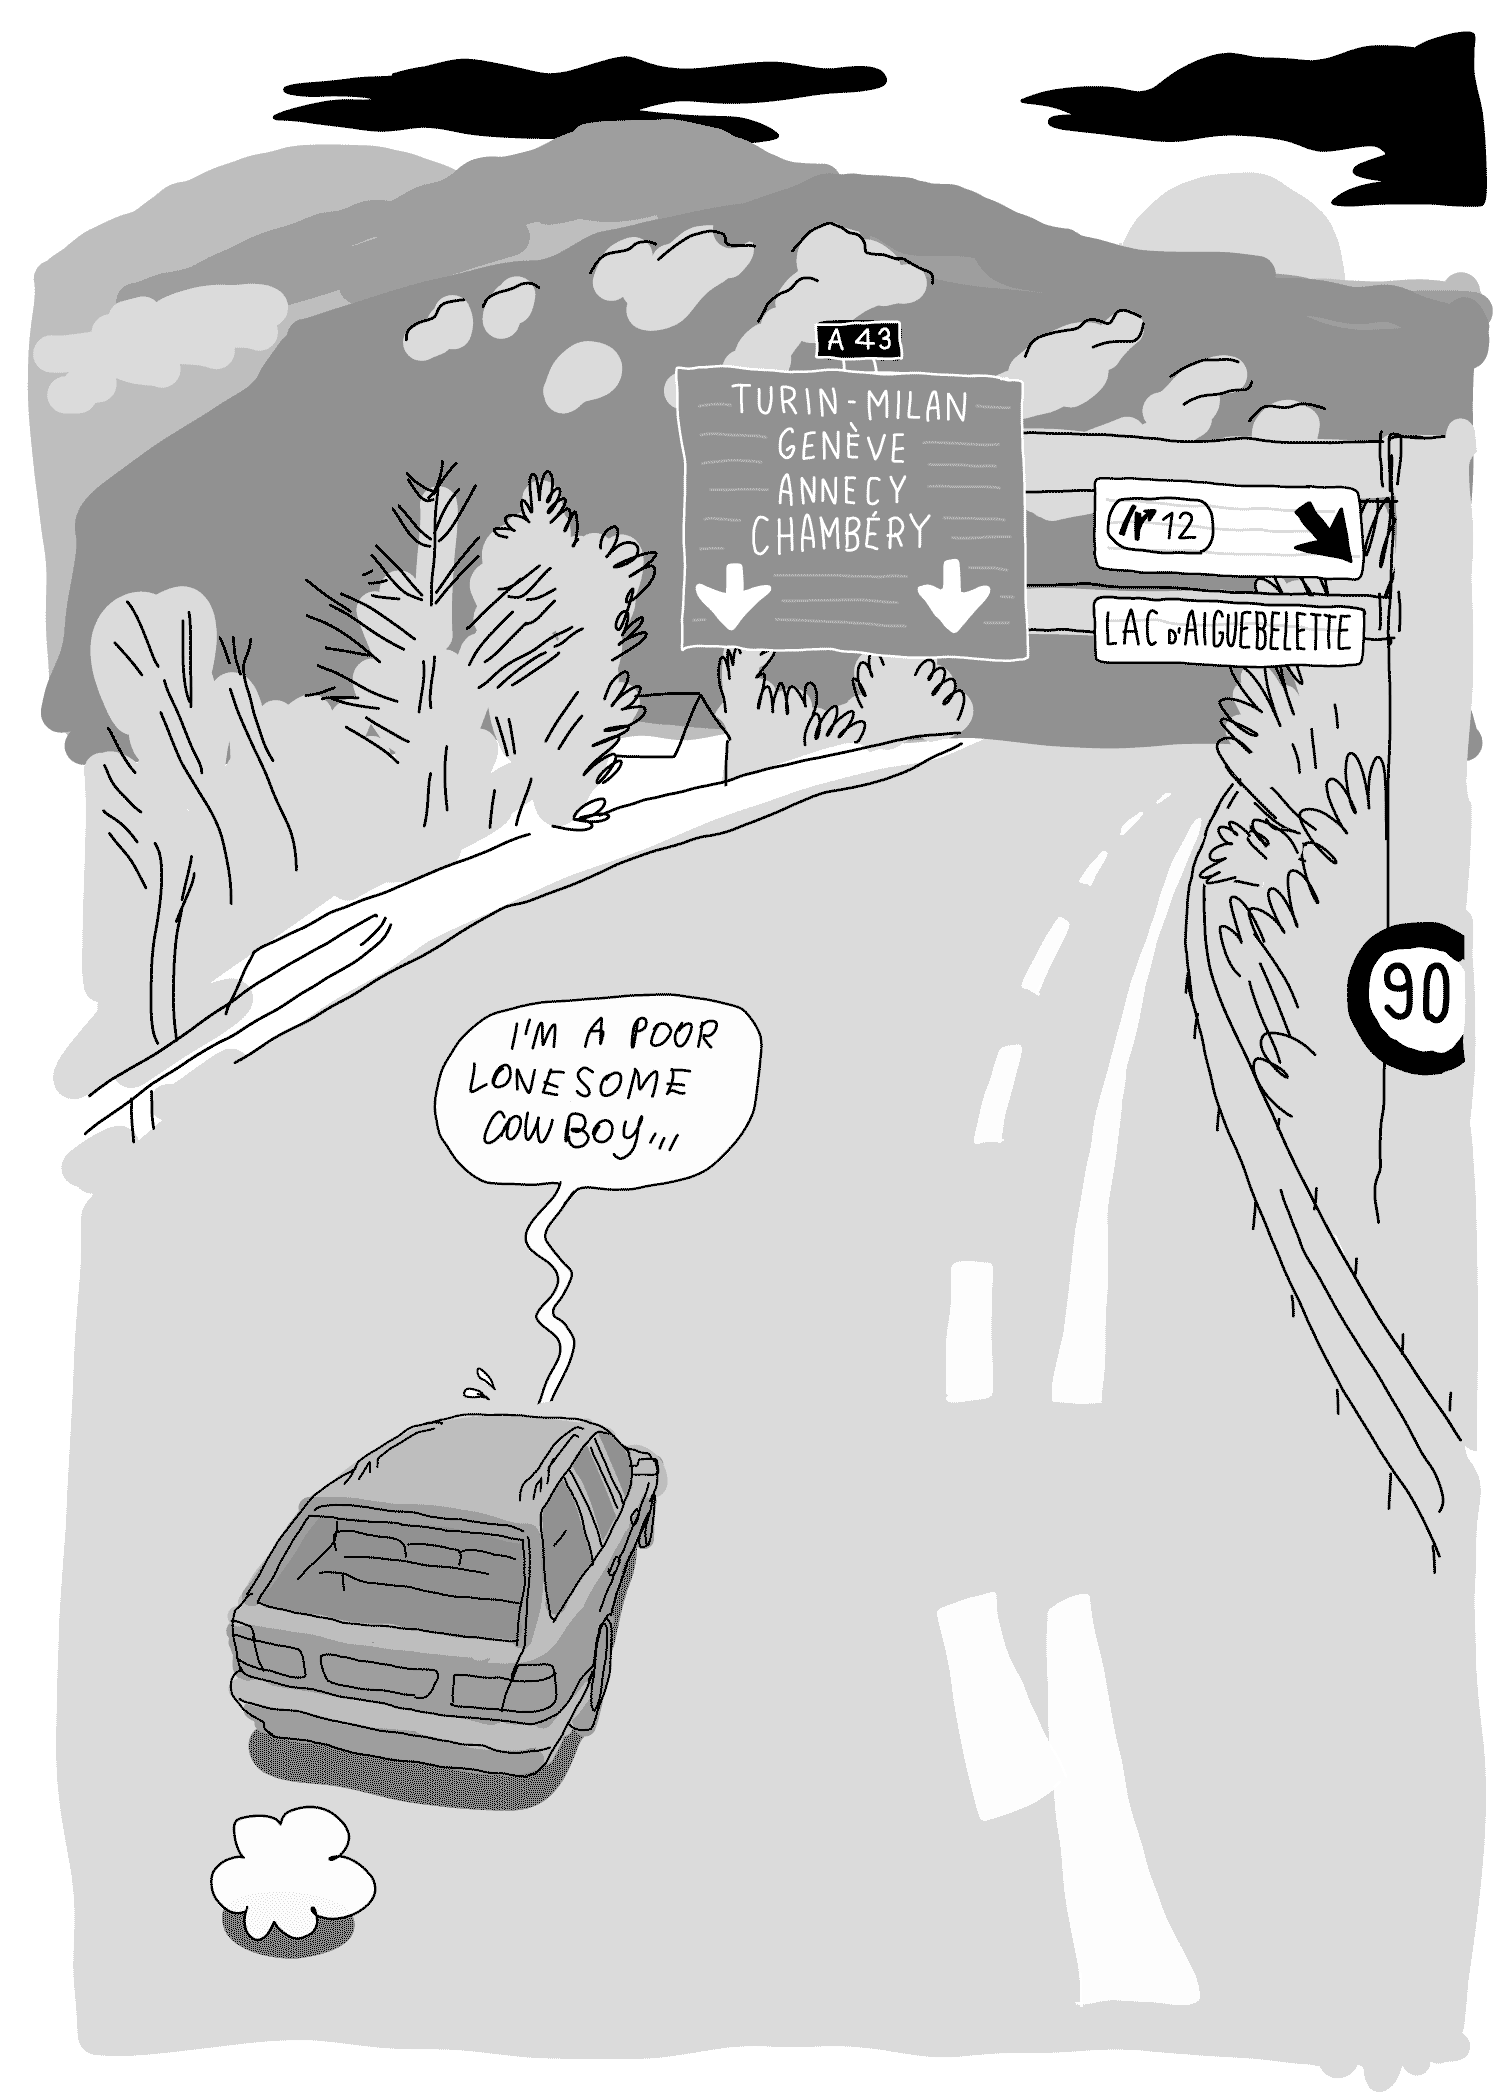 A 43
TURIN - MILAN
GENÈVE
ANNECY
CHAMBÉRY
12
LAC D'AIGUEBELETTE
90
I'M A POOR
LONESOME
COWBOY...